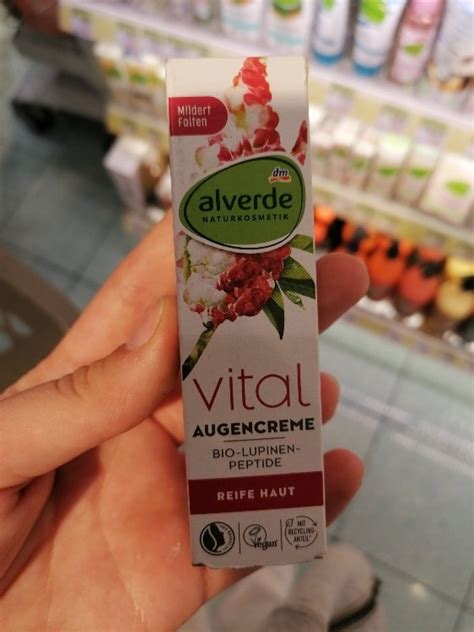 Mildert
Falten
dm
alverde
NATURKOSMETIK
vital
AUGENCREME
BIO-LUPINEN-
PEPTIDE
REIFE HAUT
Vegan
MIT
RECYCLING-
ANTEIL